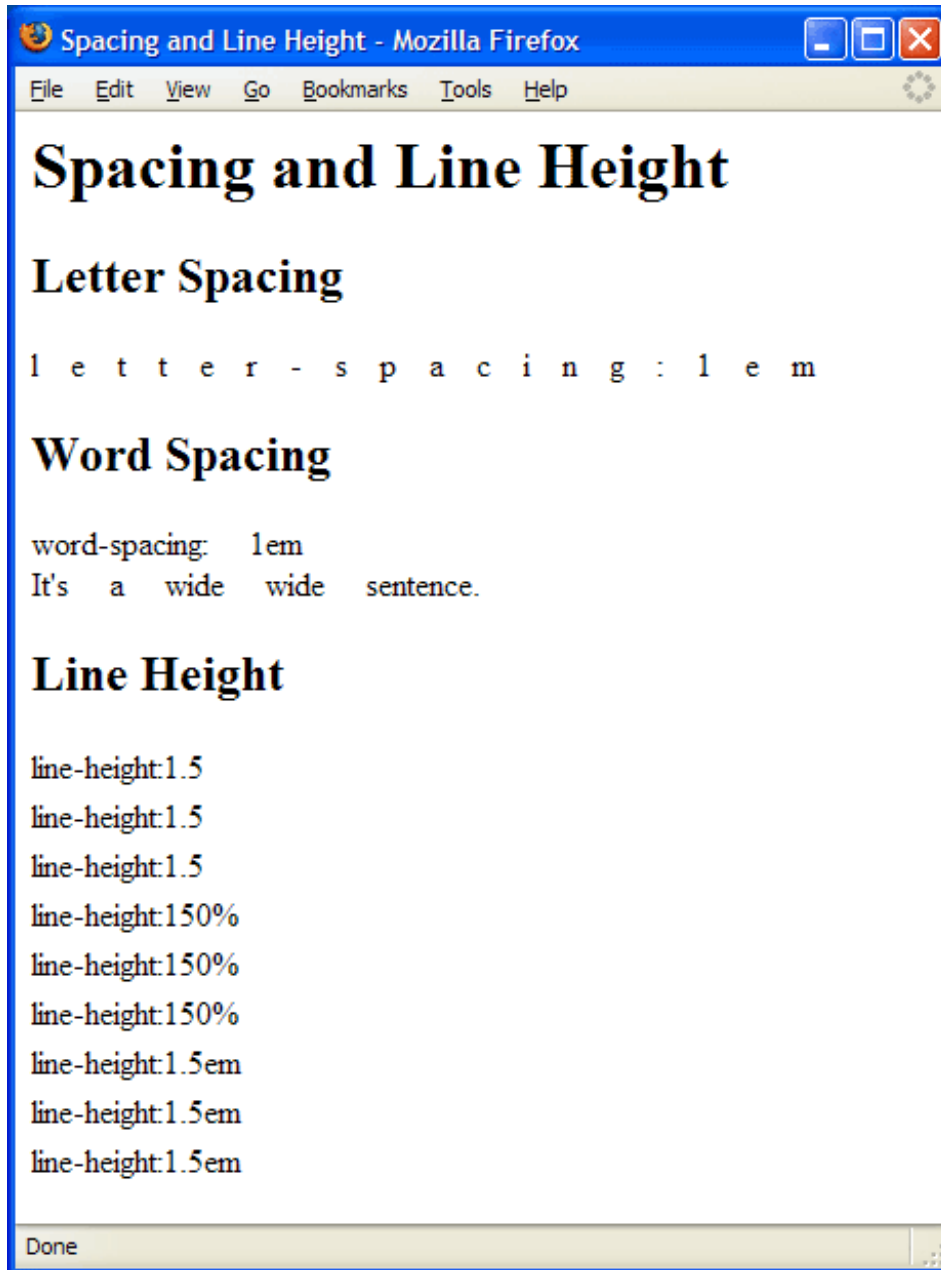 Spacing and Line Height - Mozilla Firefox
File Edit View Go Bookmarks Tools Help
Spacing and Line Height
Letter Spacing
l e t t e r - s p a c i n g : 1 e m
Word Spacing
word-spacing: 1em
It's a wide wide sentence.
Line Height
line-height:1.5
line-height:1.5
line-height:1.5
line-height:150%
line-height:150%
line-height:150%
line-height:1.5em
line-height:1.5em
line-height:1.5em
Done